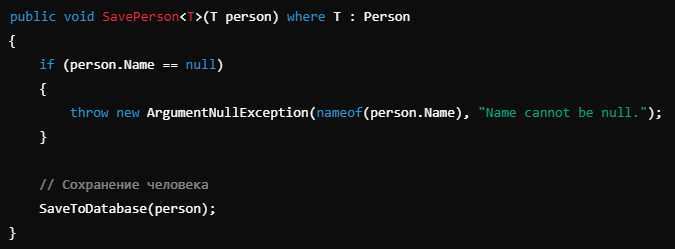 public void SavePerson<T>(T person) where T : Person
{
    if (person.Name == null)
    {
        throw new ArgumentNullException(nameof(person.Name), "Name cannot be null.");
    }

    // Сохранение человека
    SaveToDatabase(person);
}